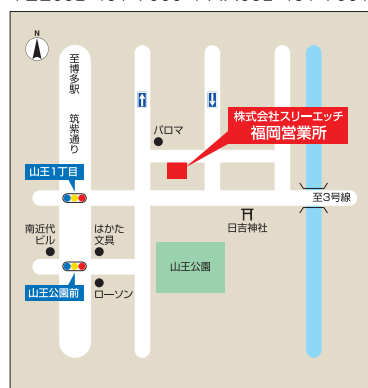 N
至博多駅
筑紫通り
パロマ
株式会社スリーエッチ
福岡営業所
山王1丁目
至3号線
日吉神社
南近代
ビル
はかた
文具
山王公園
山王公園前
ローソン